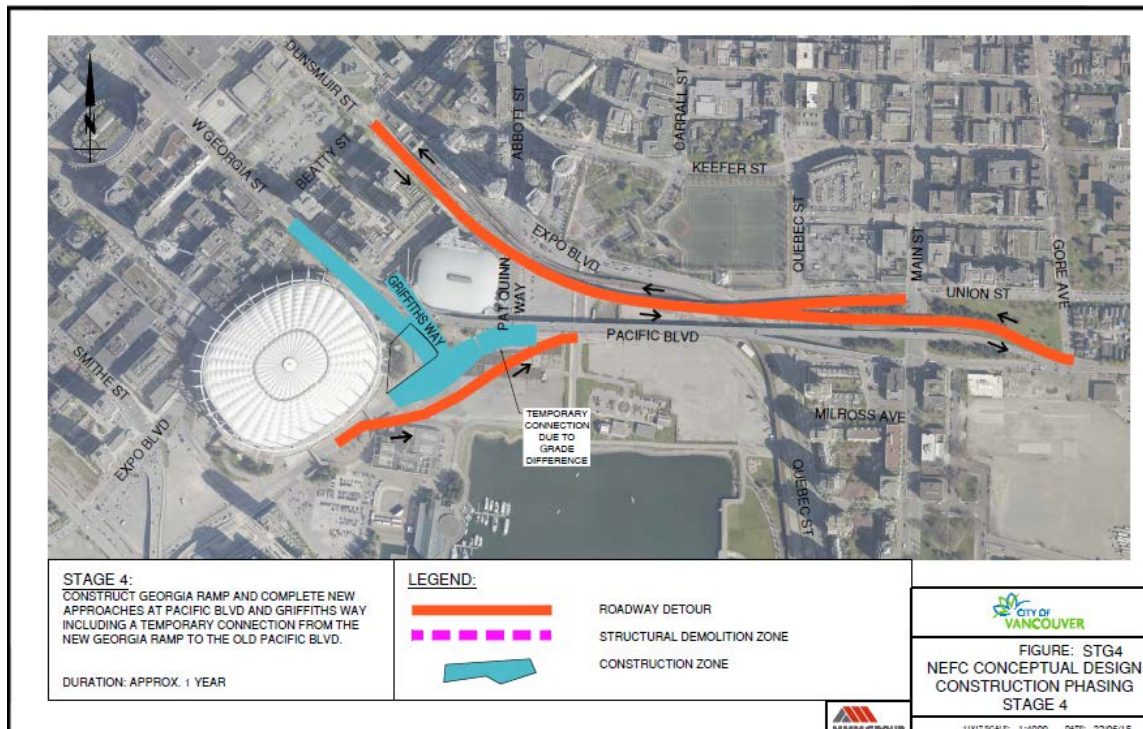 DUNSMUIR ST
W GEORGIA ST
BEATTY ST
ABBOTT ST
CARRALL ST
KEEFER ST
QUEBEC ST
MAIN ST
GORE AVE
UNION ST
EXPO BLVD
GRIFFITHS WAY
PAT QUINN
WAY
PACIFIC BLVD
SMITHE ST
EXPO BLVD
MILROSS AVE
QUEBEC ST
TEMPORARY
CONNECTION
DUE TO
GRADE
DIFFERENCE
STAGE 4:
CONSTRUCT GEORGIA RAMP AND COMPLETE NEW
APPROACHES AT PACIFIC BLVD AND GRIFFITHS WAY
INCLUDING A TEMPORARY CONNECTION FROM THE
NEW GEORGIA RAMP TO THE OLD PACIFIC BLVD.
DURATION: APPROX. 1 YEAR
LEGEND:
ROADWAY DETOUR
STRUCTURAL DEMOLITION ZONE
CONSTRUCTION ZONE
CITY OF
VANCOUVER
FIGURE: STG4
NEFC CONCEPTUAL DESIGN
CONSTRUCTION PHASING
STAGE 4